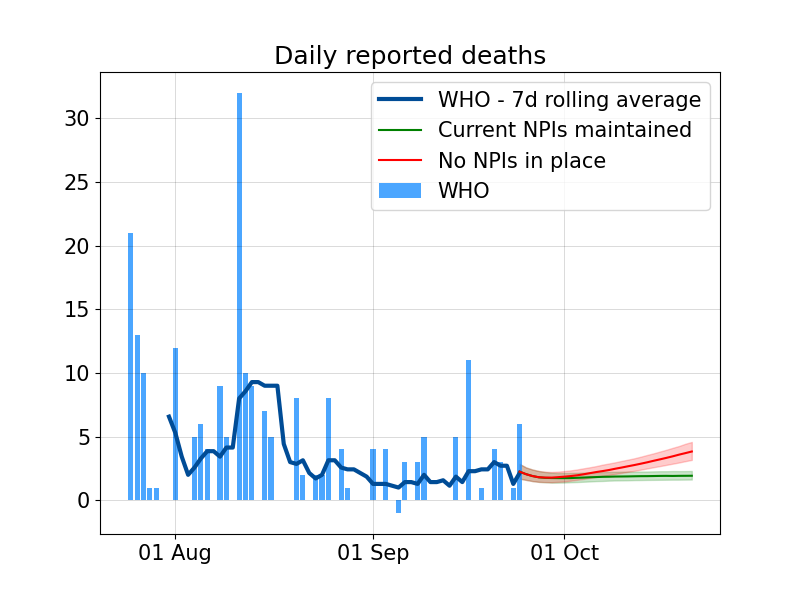 Daily reported deaths
WHO - 7d rolling average
Current NPIs maintained
No NPIs in place
WHO
30
25
20
15
10
5
0
01 Aug
01 Sep
01 Oct